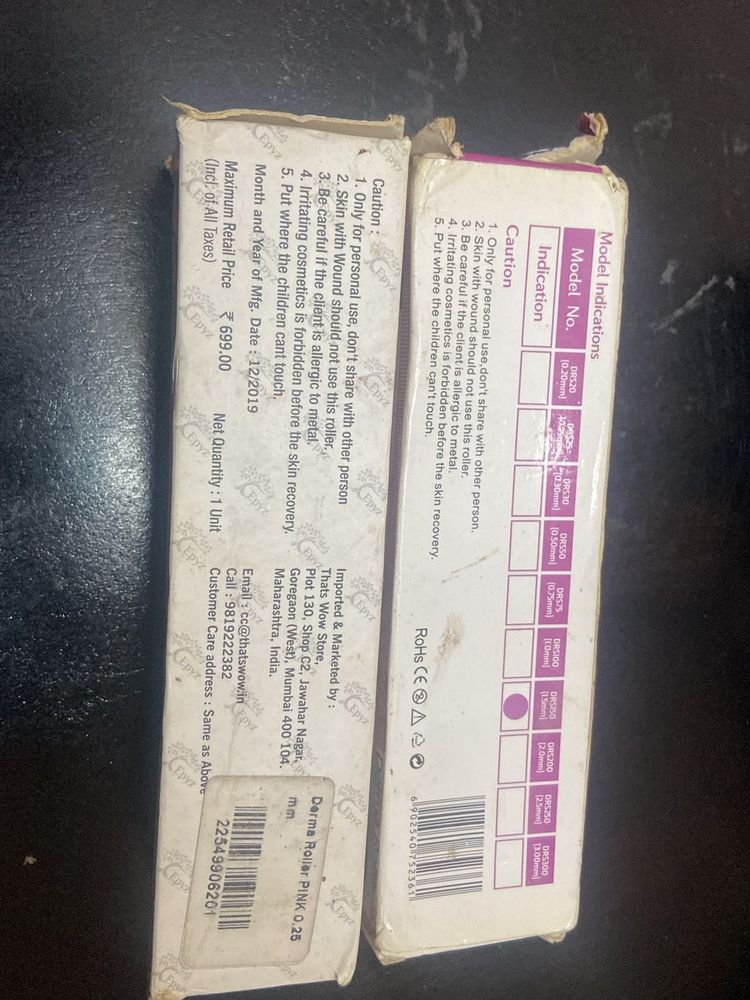 Model Indications
Model No.
DRS20 (0.20mm)
DRS25
DRS30 (0.30mm)
DRS50 (0.50mm)
DRS75 (0.75mm)
DRS100 (1.0mm)
DRS150 (1.5mm)
DRS200 (2.0mm)
DRS250 (2.5mm)
DRS300 (3.00mm)
Indication
Caution
1. Only for personal use,don't share with other person.
2. Skin with wound should not use this roller.
3. Be careful if the client is allergic to metal.
4. Irritating cosmetics is forbidden before the skin recovery.
5. Put where the children can't touch.
RoHS CE
6902540175236
Caution :
1. Only for personal use, don't share with other person
2. Skin with Wound should not use this roller.
3. Be careful if the client is allergic to metal.
4. Irritating cosmetics is forbidden before the skin recovery.
5. Put where the children cant touch.
Month and Year of Mfg. Date : 12/2019
Maximum Retail Price ₹ 699.00 Net Quantity : 1 Unit
(Incl. of All Taxes)
Imported & Marketed by :
Thats Wow Store,
Plot 130, Shop C2, Jawahar Nagar,
Goregaon (West), Mumbai 400 104.
Maharashtra, India.
Email : cc@thatswow.in
Call : 9819222382
Customer Care address : Same as Above
Derma Roller PINK 0.25
mm
22549906201
Epyz